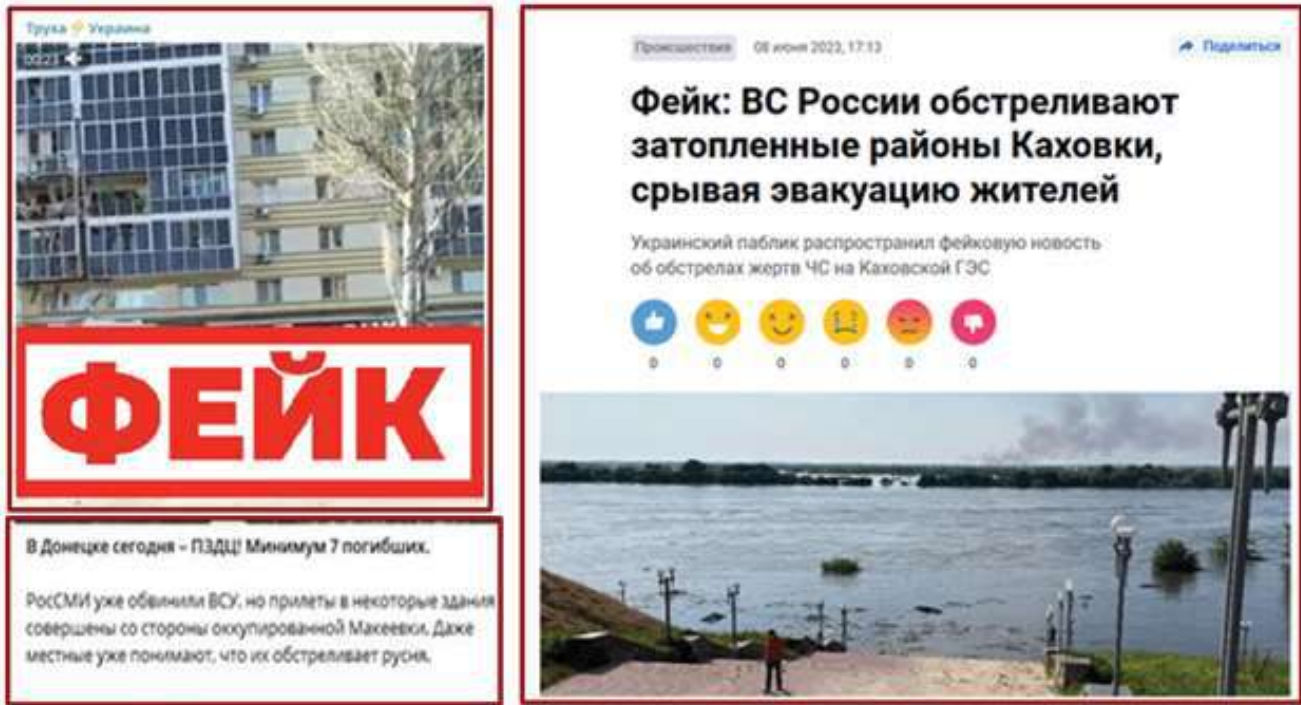 Труха⚡Украина
00:23
ФЕЙК
В Донецке сегодня – ПЗДЦ! Минимум 7 погибших.
РосСМИ уже обвинили ВСУ, но прилеты в некоторые здания
совершены со стороны оккупированной Макеевки. Даже
местные уже понимают, что их обстреливает русня.
Происшествия 08 июня 2023, 17:13 Поделиться
Фейк: ВС России обстреливают
затопленные районы Каховки,
срывая эвакуацию жителей
Украинский паблик распространил фейковую новость
об обстрелах жертв ЧС на Каховской ГЭС
0 0 0 0 0 0